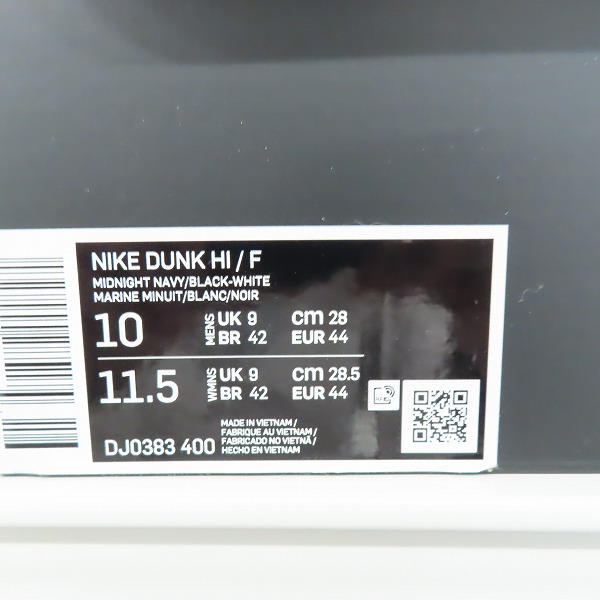 NIKE DUNK HI / F
MIDNIGHT NAVY/BLACK-WHITE
MARINE MINUIT/BLANC/NOIR
10 MENS UK 9 cm 28
BR 42 EUR 44
11.5 WMNS UK 9 cm 28.5
BR 42 EUR 44
DJ0383 400
MADE IN VIETNAM /
FABRIQUE AU VIETNAM /
FABRICADO NO VIETNÃ /
HECHO EN VIETNAM